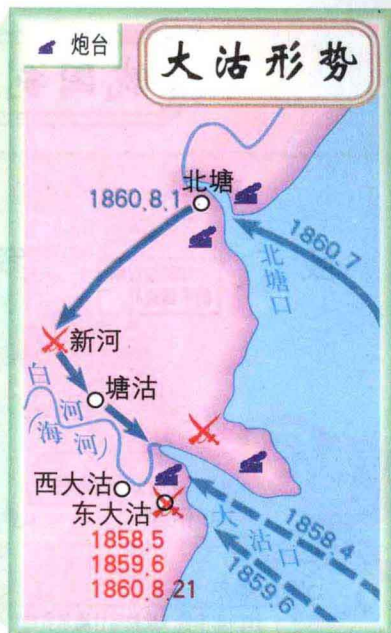 炮台
大沽形势
北塘
1860.8.1
1860.7
北塘口
新河
白河
(海河)
塘沽
西大沽
东大沽
大沽口
1858.4
1859.6
1858.5
1859.6
1860.8.21